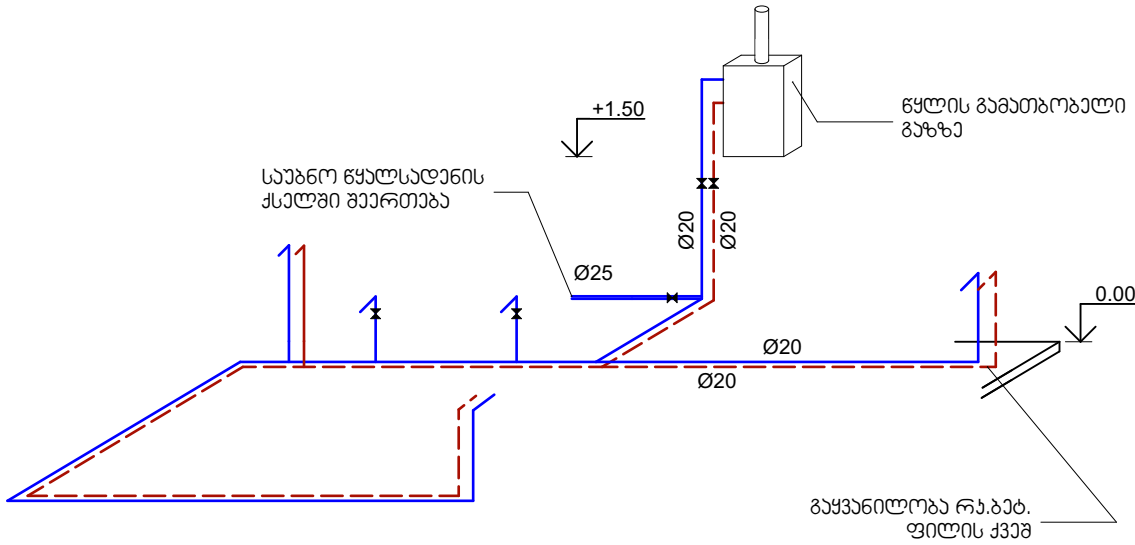 წყლის გამათბობელი
გაზზე
+1.50
საუბნო წყალსადენის
ქსელში შეერთება
Ø20
Ø20
Ø25
0.00
Ø20
Ø20
გაყვანილობა რკ.ბეტ.
ფილის ქვეშ